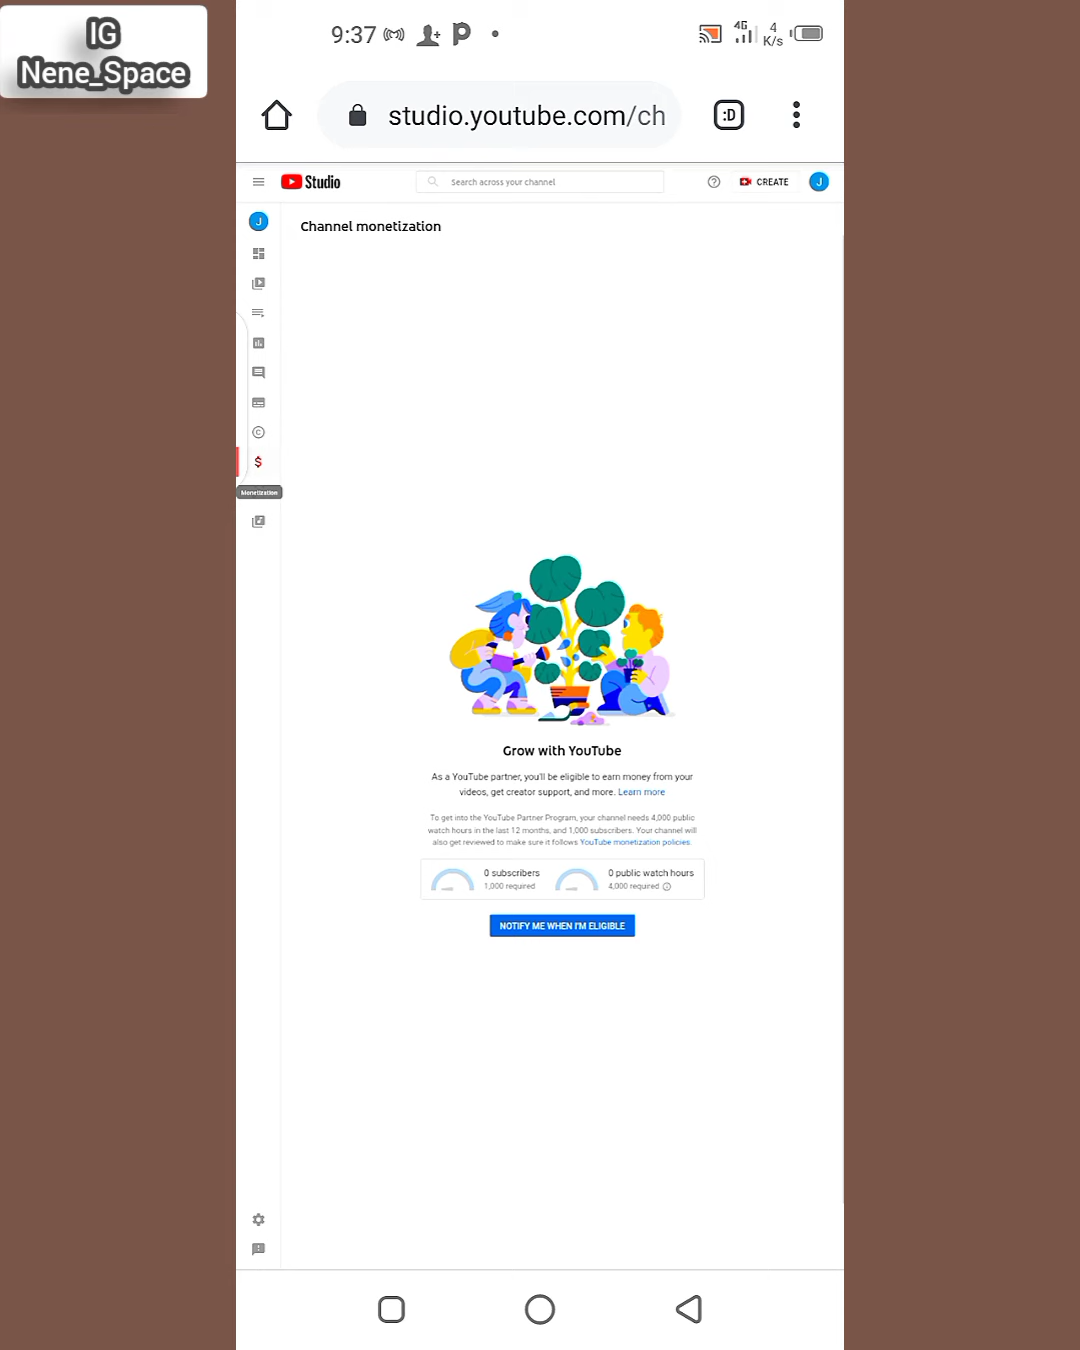 IG
Nene_Space
9:37
4G
4
K/s
studio.youtube.com/ch
:D
Studio
Search across your channel
CREATE
J
J
Channel monetization
$
Monetization
Grow with YouTube
As a YouTube partner, you'll be eligible to earn money from your
videos, get creator support, and more. Learn more
To get into the YouTube Partner Program, your channel needs 4,000 public
watch hours in the last 12 months, and 1,000 subscribers. Your channel will
also get reviewed to make sure it follows YouTube monetization policies.
0 subscribers
1,000 required
0 public watch hours
4,000 required
NOTIFY ME WHEN I'M ELIGIBLE